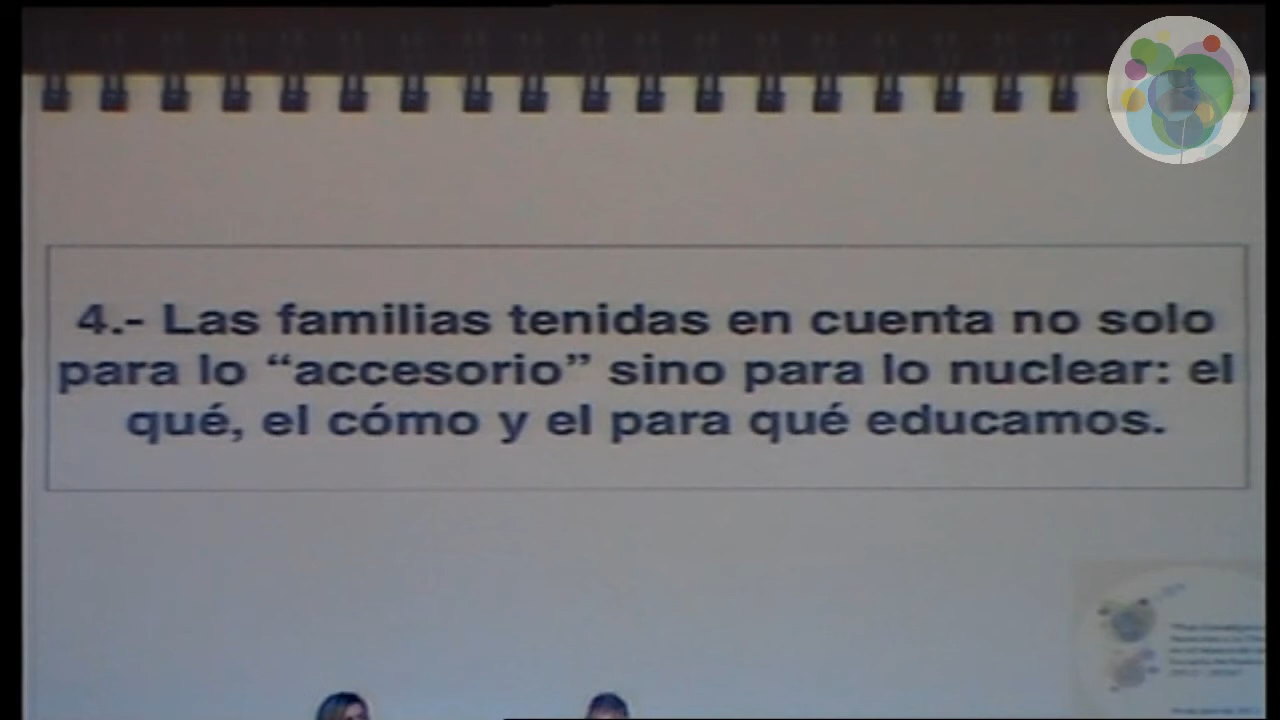 4.- Las familias tenidas en cuenta no solo
para lo “accesorio” sino para lo nuclear: el
qué, el cómo y el para qué educamos.